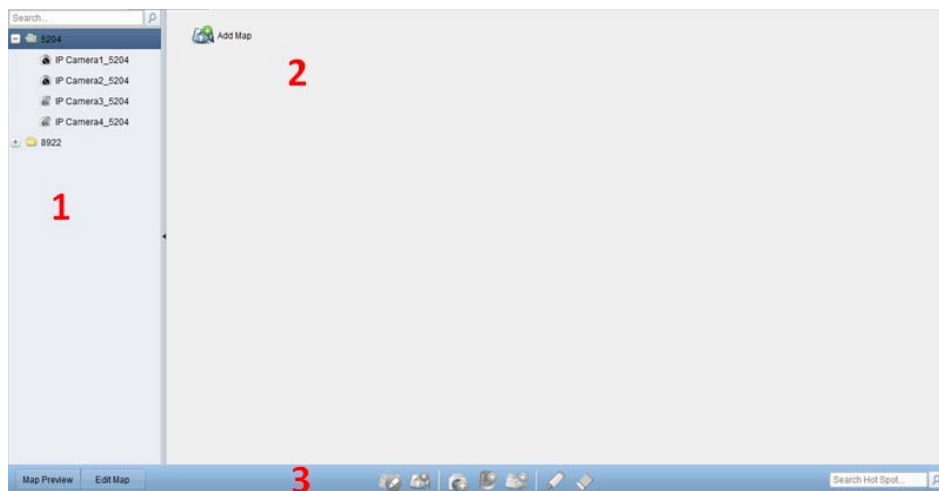 Search...
5204
IP Camera1_5204
IP Camera2_5204
IP Camera3_5204
IP Camera4_5204
8922
1
Add Map
2
Map Preview Edit Map
3
Search Hot Spot...